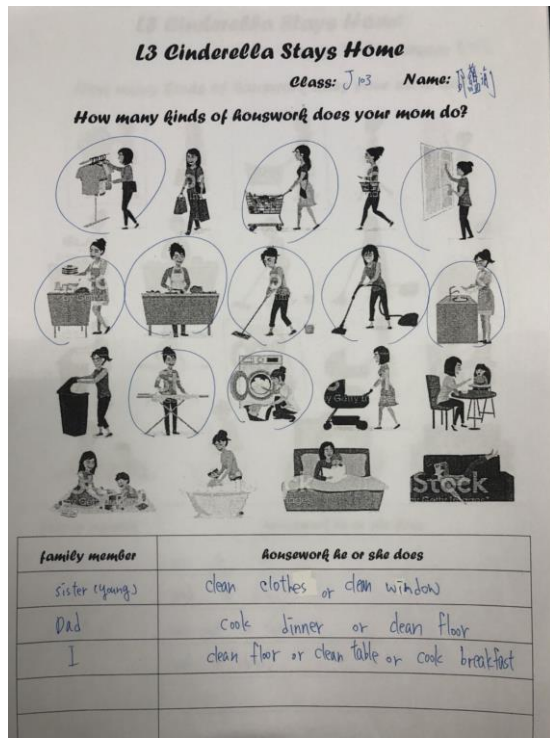 L3 Cinderella Stays Home
Class: J103 Name:
How many kinds of houswork does your mom do?
Stock
family member housework he or she does
sister (young) clean clothes or clean window
Dad cook dinner or clean floor
I clean floor or clean table or cook breakfast